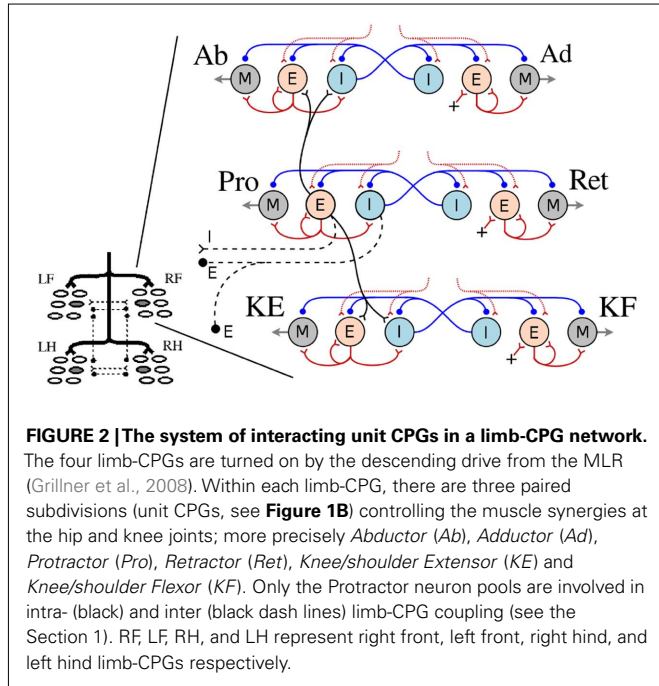 Ab Ad
M E I I E M
+
Pro Ret
M E I I E M
+
I
E
LF RF
E
KE KF
M E I I E M
+
LH RH
FIGURE 2 | The system of interacting unit CPGs in a limb-CPG network.
The four limb-CPGs are turned on by the descending drive from the MLR
(Grillner et al., 2008). Within each limb-CPG, there are three paired
subdivisions (unit CPGs, see Figure 1B) controlling the muscle synergies at
the hip and knee joints; more precisely Abductor (Ab), Adductor (Ad),
Protractor (Pro), Retractor (Ret), Knee/shoulder Extensor (KE) and
Knee/shoulder Flexor (KF). Only the Protractor neuron pools are involved in
intra- (black) and inter (black dash lines) limb-CPG coupling (see the
Section 1). RF, LF, RH, and LH represent right front, left front, right hind, and
left hind limb-CPGs respectively.